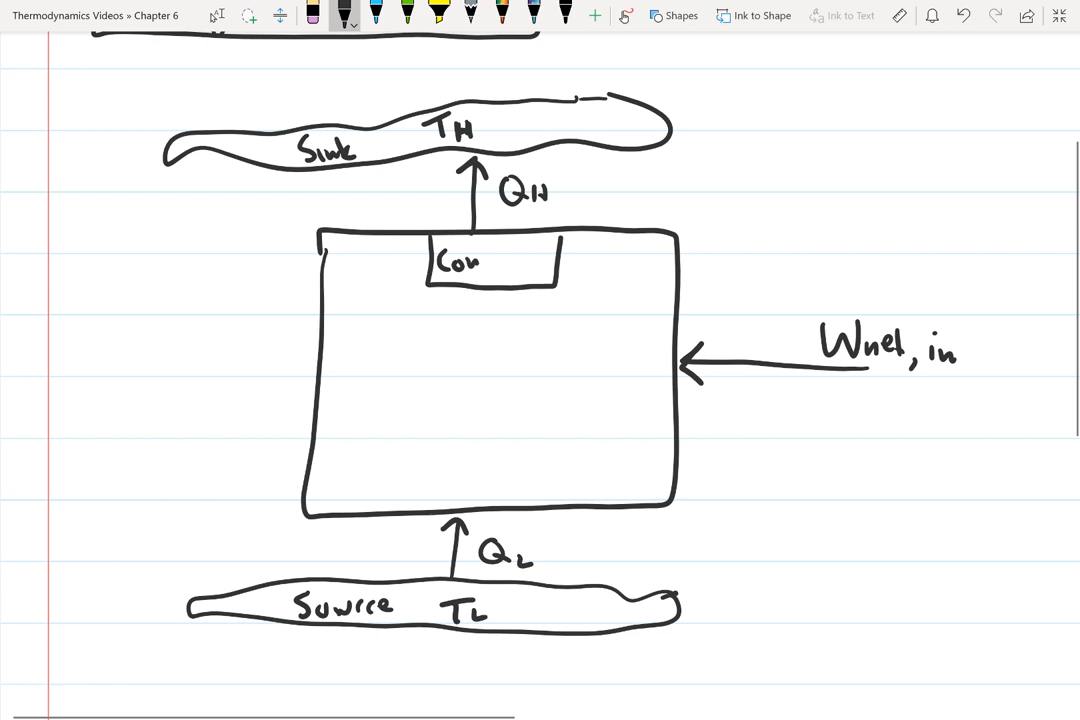 Thermodynamics Videos » Chapter 6
Shapes
Ink to Shape
Ink to Text
TH
Sink
QH
Con
Wnet, in
QL
Source TL